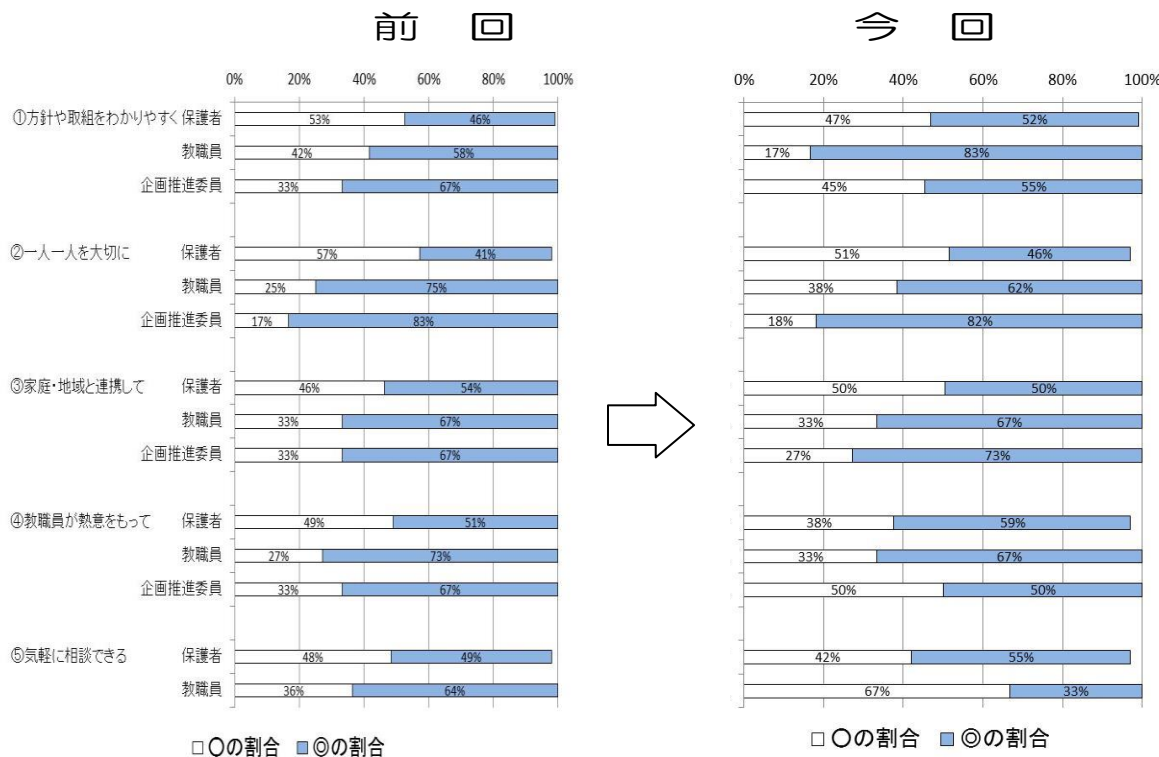 前 回
今 回
0% 20% 40% 60% 80% 100%
0% 20% 40% 60% 80% 100%
①方針や取組をわかりやすく 保護者 53% 46% 47% 52%
教職員 42% 58% 17% 83%
企画推進委員 33% 67% 45% 55%
②一人一人を大切に 保護者 57% 41% 51% 46%
教職員 25% 75% 38% 62%
企画推進委員 17% 83% 18% 82%
③家庭・地域と連携して 保護者 46% 54% 50% 50%
教職員 33% 67% 33% 67%
企画推進委員 33% 67% 27% 73%
④教職員が熱意をもって 保護者 49% 51% 38% 59%
教職員 27% 73% 33% 67%
企画推進委員 33% 67% 50% 50%
⑤気軽に相談できる 保護者 48% 49% 42% 55%
教職員 36% 64% 67% 33%
〇の割合 ◎の割合
〇の割合 ◎の割合